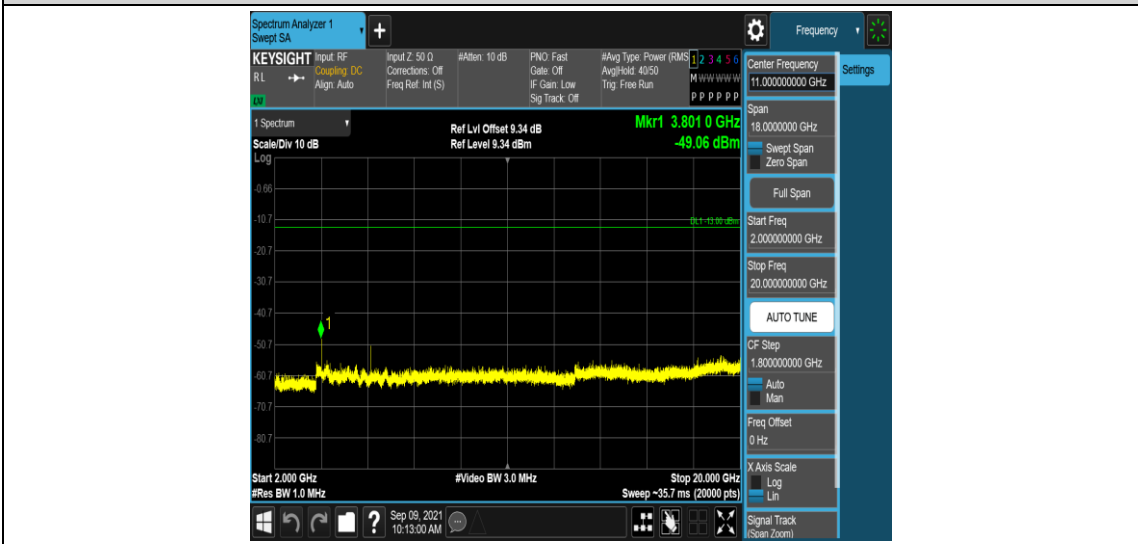 Spectrum Analyzer 1
Swept SA
+
Frequency
KEYSIGHT
RL
LXI
Input: RF
Coupling: DC
Align: Auto
Input Z: 50 Ω
Corrections: Off
Freq Ref: Int (S)
#Atten: 10 dB
PNO: Fast
Gate: Off
IF Gain: Low
Sig Track: Off
#Avg Type: Power (RMS
Avg|Hold: 40/50
Trig: Free Run
1 2 3 4 5 6
M W W W W W
P P P P P P
1 Spectrum
Scale/Div 10 dB
Log
Ref Lvl Offset 9.34 dB
Ref Level 9.34 dBm
Mkr1 3.801 0 GHz
-49.06 dBm
-0.66
-10.7
DL1 -13.00 dBm
-20.7
-30.7
-40.7
1
-50.7
-60.7
-70.7
-80.7
Start 2.000 GHz
#Res BW 1.0 MHz
#Video BW 3.0 MHz
Stop 20.000 GHz
Sweep ~35.7 ms (20000 pts)
?
Sep 09, 2021
10:13:00 AM
Center Frequency
11.000000000 GHz
Settings
Span
18.0000000 GHz
Swept Span
Zero Span
Full Span
Start Freq
2.000000000 GHz
Stop Freq
20.000000000 GHz
AUTO TUNE
CF Step
1.800000000 GHz
Auto
Man
Freq Offset
0 Hz
X Axis Scale
Log
Lin
Signal Track
(Span Zoom)